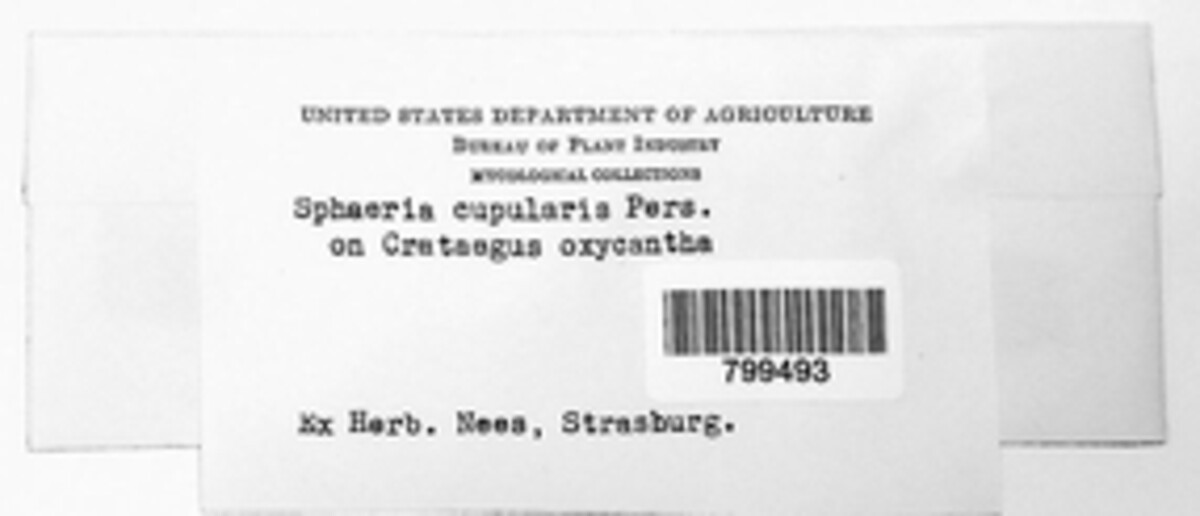 UNITED STATES DEPARTMENT OF AGRICULTURE
BUREAU OF PLANT INDUSTRY
MYCOLOGICAL COLLECTIONS
Sphaeria cupularis Pers.
on Crataegus oxycantha
799493
Ex Herb. Nees, Strasburg.